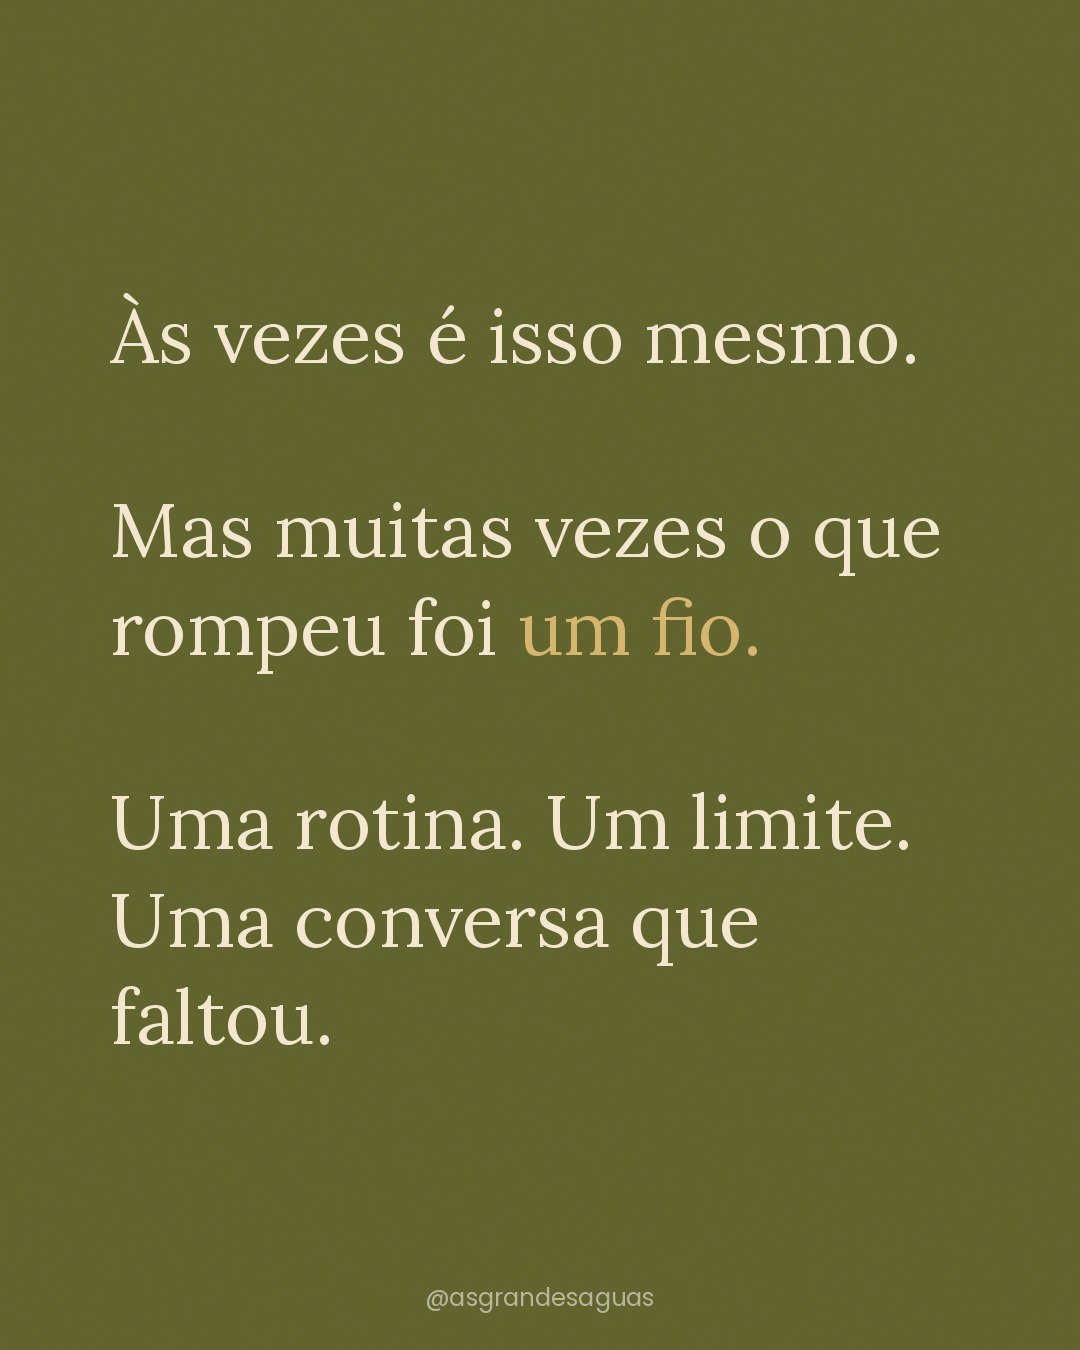 Às vezes é isso mesmo.
Mas muitas vezes o que
rompeu foi um fio.
Uma rotina. Um limite.
Uma conversa que
faltou.
@asgrandesaguas